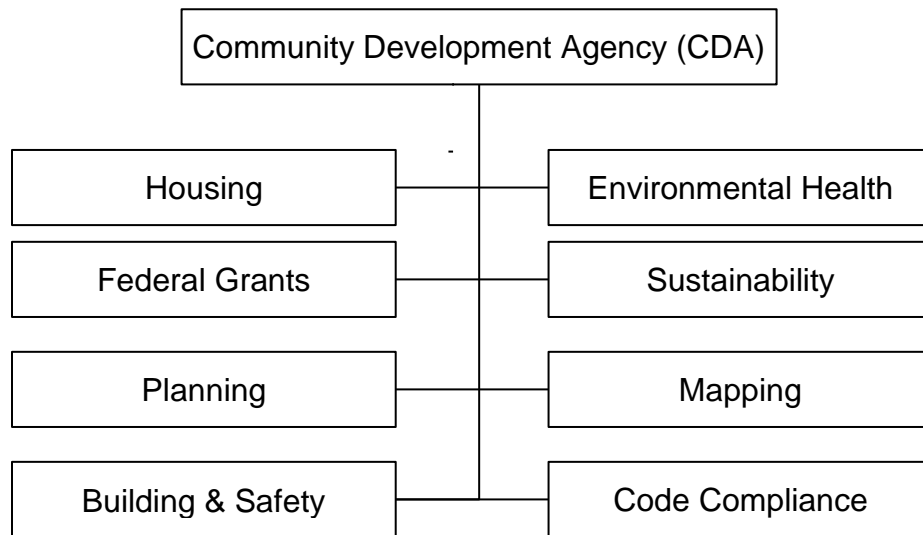 Community Development Agency (CDA)
Housing
Environmental Health
Federal Grants
Sustainability
Planning
Mapping
Building & Safety
Code Compliance